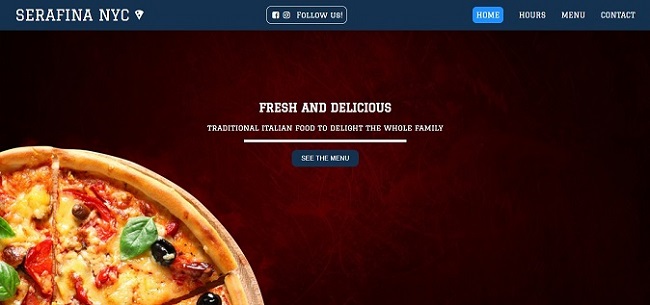 SERAFINA NYC
Follow us!
HOME HOURS MENU CONTACT
FRESH AND DELICIOUS
TRADITIONAL ITALIAN FOOD TO DELIGHT THE WHOLE FAMILY
SEE THE MENU